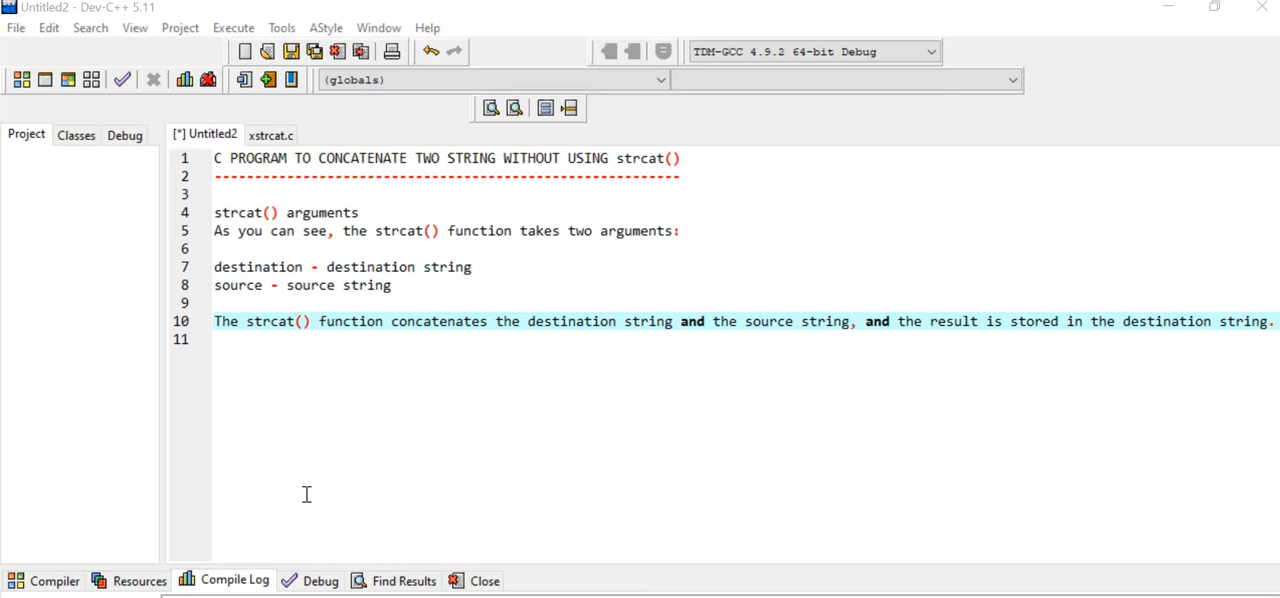 Untitled2 - Dev-C++ 5.11
File Edit Search View Project Execute Tools AStyle Window Help
TDM-GCC 4.9.2 64-bit Debug
(globals)
Project Classes Debug [*] Untitled2 xstrcat.c
1 C PROGRAM TO CONCATENATE TWO STRING WITHOUT USING strcat()
2 ----------------------------------------------------------
3
4 strcat() arguments
5 As you can see, the strcat() function takes two arguments:
6
7 destination - destination string
8 source - source string
9
10 The strcat() function concatenates the destination string and the source string, and the result is stored in the destination string.
11
Compiler Resources Compile Log Debug Find Results Close